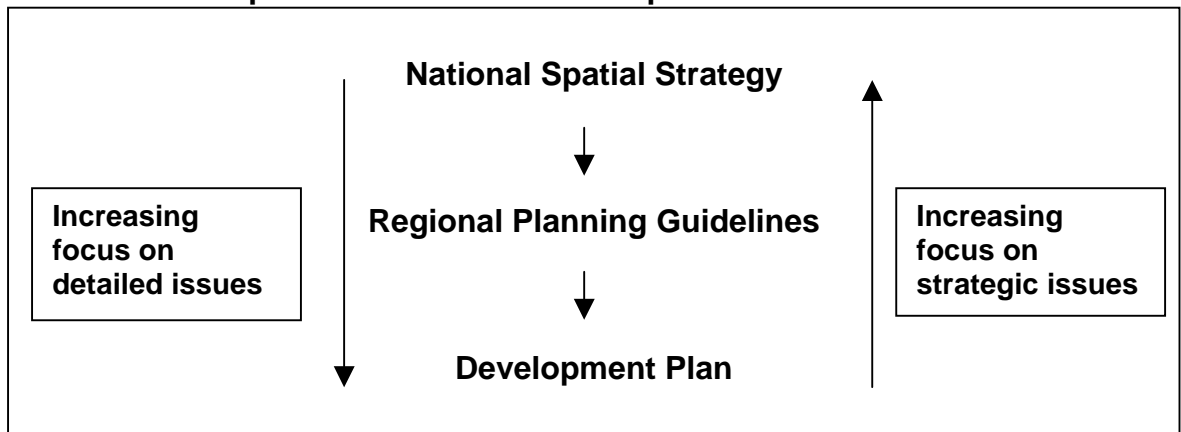 National Spatial Strategy
Increasing
focus on
detailed issues
Regional Planning Guidelines
Increasing
focus on
strategic issues
Development Plan